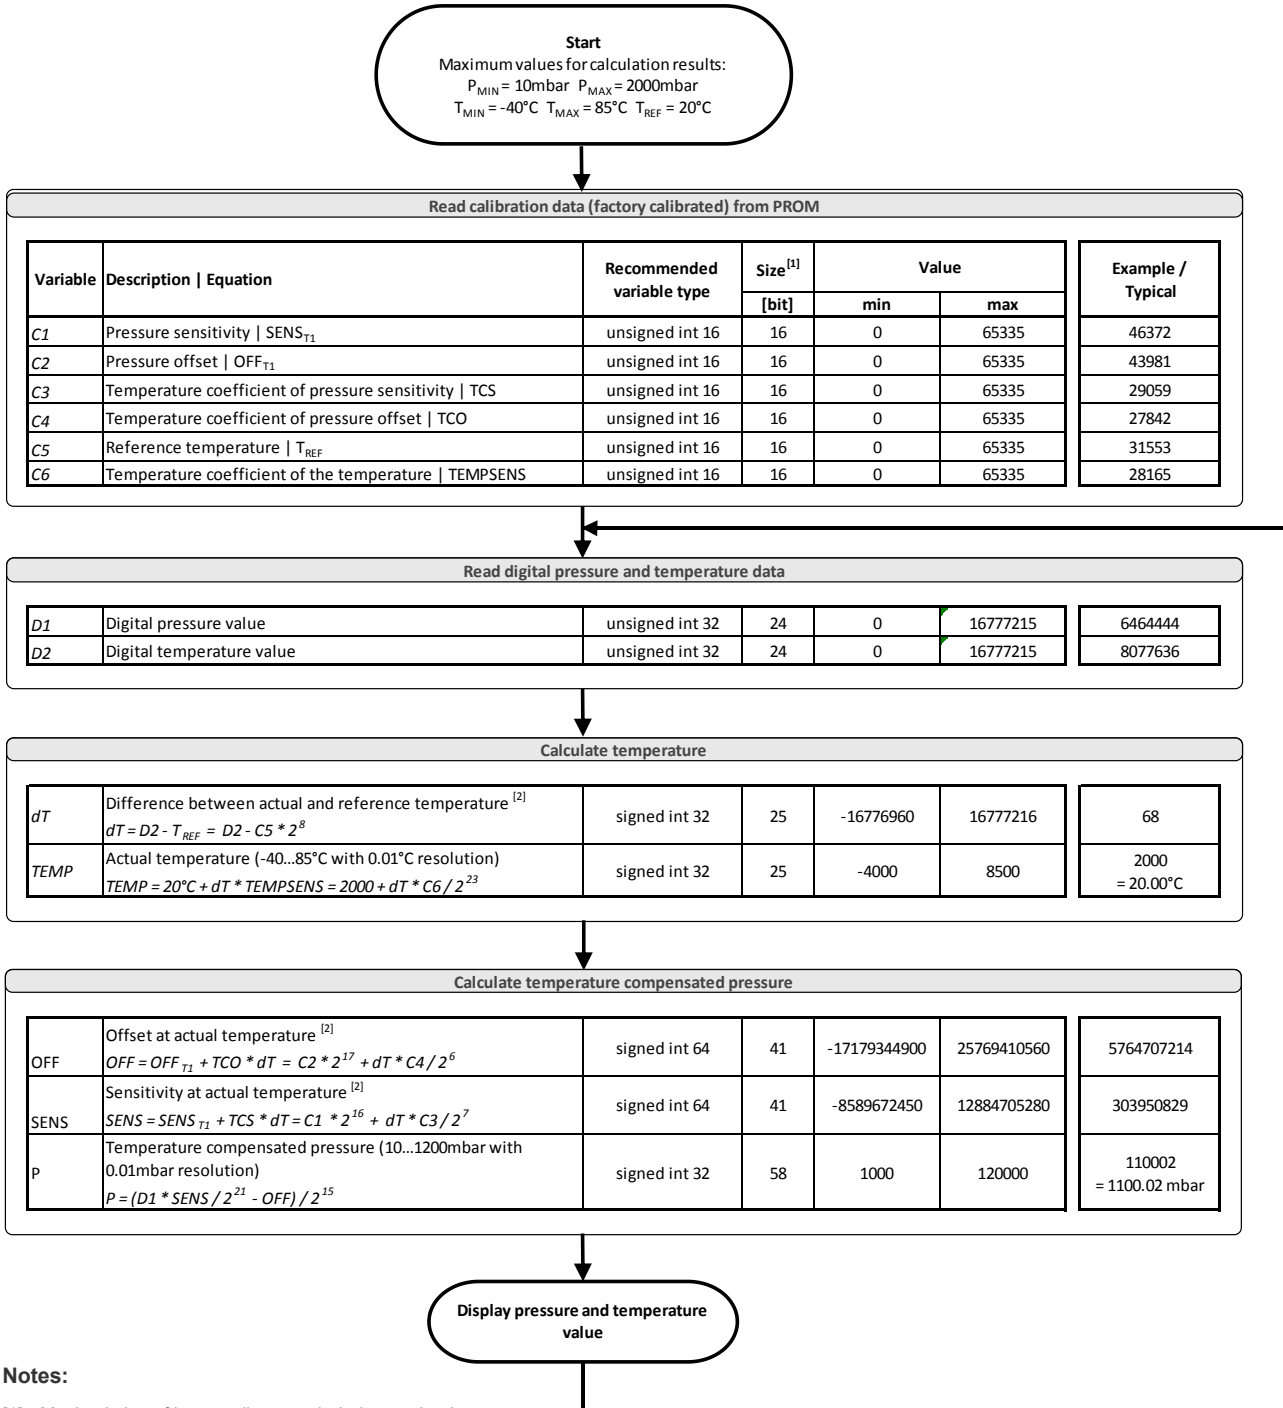 Start
Maximum values for calculation results:
PMIN = 10mbar PMAX = 2000mbar
TMIN = -40°C TMAX = 85°C TREF = 20°C
Read calibration data (factory calibrated) from PROM
Variable Description | Equation Recommended variable type Size[1] [bit] Value min max Example / Typical
C1 Pressure sensitivity | SENST1 unsigned int 16 16 0 65335 46372
C2 Pressure offset | OFFT1 unsigned int 16 16 0 65335 43981
C3 Temperature coefficient of pressure sensitivity | TCS unsigned int 16 16 0 65335 29059
C4 Temperature coefficient of pressure offset | TCO unsigned int 16 16 0 65335 27842
C5 Reference temperature | TREF unsigned int 16 16 0 65335 31553
C6 Temperature coefficient of the temperature | TEMPSENS unsigned int 16 16 0 65335 28165
Read digital pressure and temperature data
D1 Digital pressure value unsigned int 32 24 0 16777215 6464444
D2 Digital temperature value unsigned int 32 24 0 16777215 8077636
Calculate temperature
Difference between actual and reference temperature [2]
dT signed int 32 25 -16776960 16777216 68
dT = D2 - TREF = D2 - C5 * 2^8
Actual temperature (-40...85°C with 0.01°C resolution)
TEMP signed int 32 25 -4000 8500 2000
= 20.00°C
TEMP = 20°C + dT * TEMPSENS = 2000 + dT * C6 / 2^23
Calculate temperature compensated pressure
Offset at actual temperature [2]
OFF signed int 64 41 -17179344900 25769410560 5764707214
OFF = OFFT1 + TCO * dT = C2 * 2^17 + dT * C4 / 2^6
Sensitivity at actual temperature [2]
SENS signed int 64 41 -8589672450 12884705280 303950829
SENS = SENST1 + TCS * dT = C1 * 2^16 + dT * C3 / 2^7
Temperature compensated pressure (10...1200mbar with
0.01mbar resolution)
P signed int 32 58 1000 120000 110002
= 1100.02 mbar
P = (D1 * SENS / 2^21 - OFF) / 2^15
Display pressure and temperature
value
Notes: